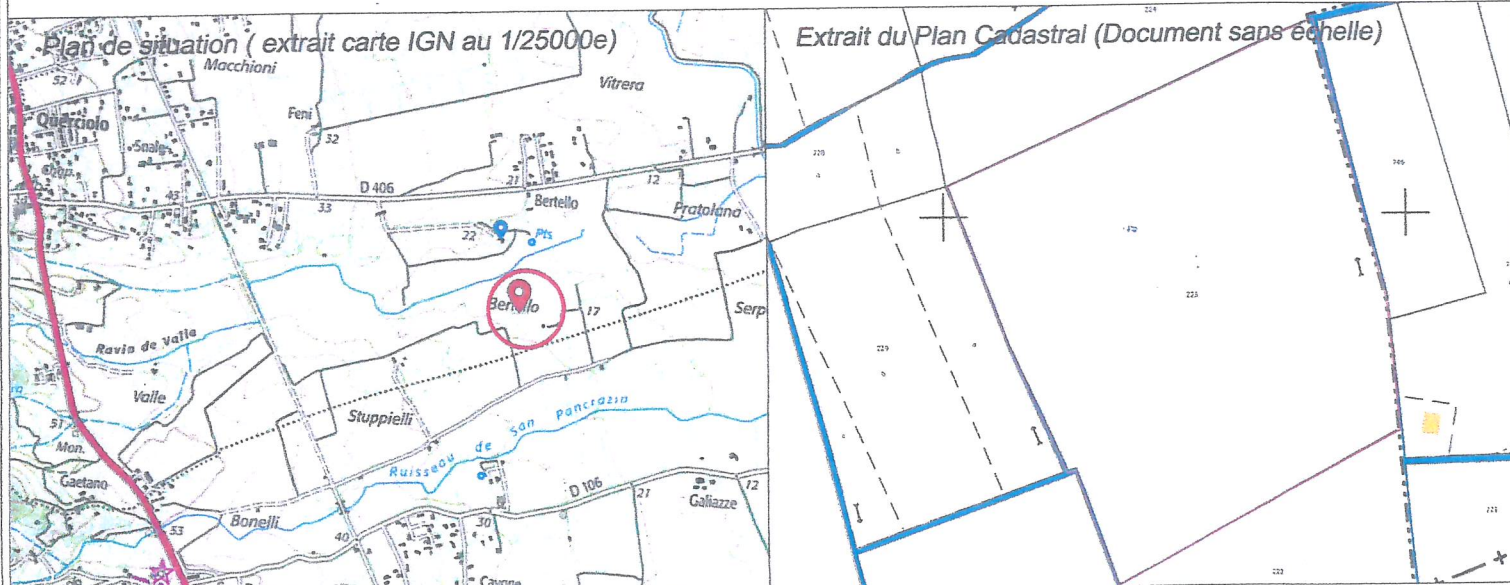 Plan de situation ( extrait carte IGN au 1/25000e)
Extrait du Plan Cadastral (Document sans échelle)
Macchioni
Vitrera
52
Querciolo
Feni
32
Snale
Chap.
D 406
21
12
43
33
Bertello
Pratolana
22
Pts
Bertello
17
Serp
Ravin de Valle
Valle
Stuppielli
51
Mon.
Ruisseau de San Pancrazio
Gaetano
D 106
21
12
Galiazze
Bonelli
30
53
40
Cavone
224
228
b
a
223
229
a
b
222